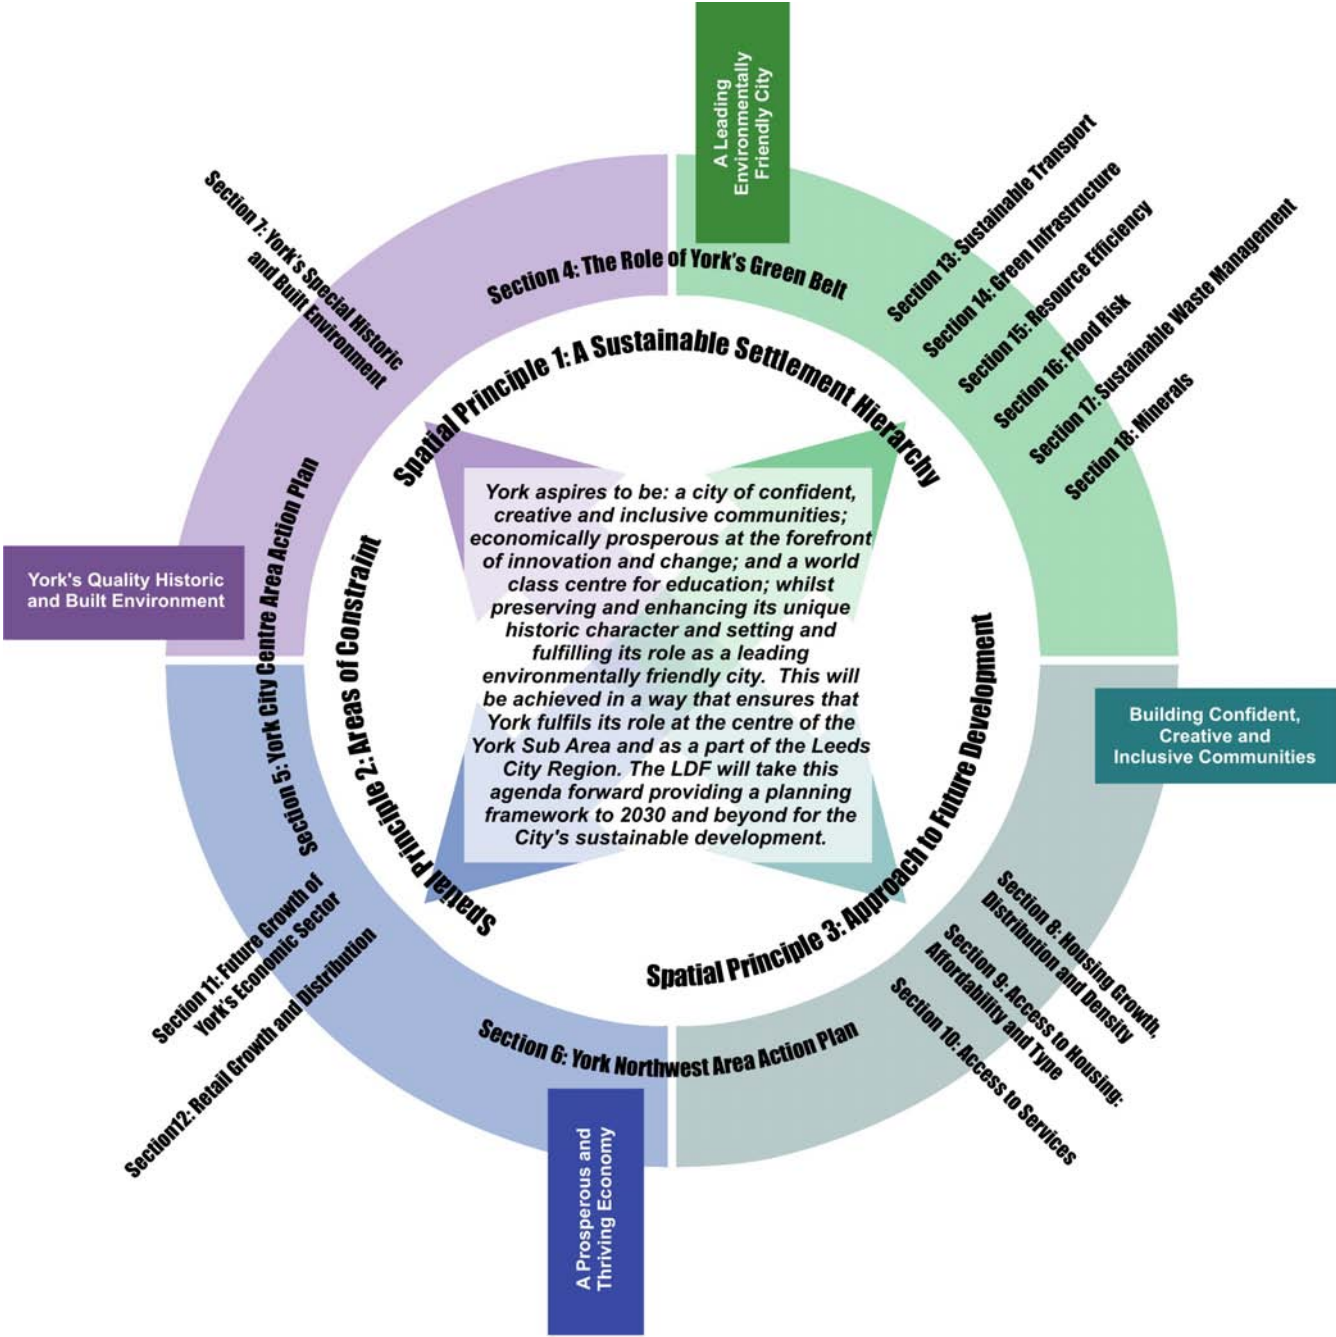 A Leading
Environmentally
Friendly City
Section 7: York's Special Historic
and Built Environment
Section 4: The Role of York's Green Belt
Section 13: Sustainable Transport
Section 14: Green Infrastructure
Section 15: Resource Efficiency
Section 16: Flood Risk
Section 17: Sustainable Waste Management
Section 18: Minerals
Spatial Principle 1: A Sustainable Settlement Hierarchy
York's Quality Historic
and Built Environment
Section 5: York City Centre Area Action Plan
Spatial Principle 2: Areas of Constraint
York aspires to be: a city of confident,
creative and inclusive communities;
economically prosperous at the forefront
of innovation and change; and a world
class centre for education; whilst
preserving and enhancing its unique
historic character and setting and
fulfilling its role as a leading
environmentally friendly city. This will
be achieved in a way that ensures that
York fulfils its role at the centre of the
York Sub Area and as a part of the Leeds
City Region. The LDF will take this
agenda forward providing a planning
framework to 2030 and beyond for the
City's sustainable development.
Spatial Principle 3: Approach to Future Development
Building Confident,
Creative and
Inclusive Communities
Section 11: Future Growth of
York's Economic Sector
Section12: Retail Growth and Distribution
Section 6: York Northwest Area Action Plan
Section 8: Housing Growth,
Distribution and Density
Section 9: Access to Housing:
Affordability and Type
Section 10: Access to Services
A Prosperous and
Thriving Economy